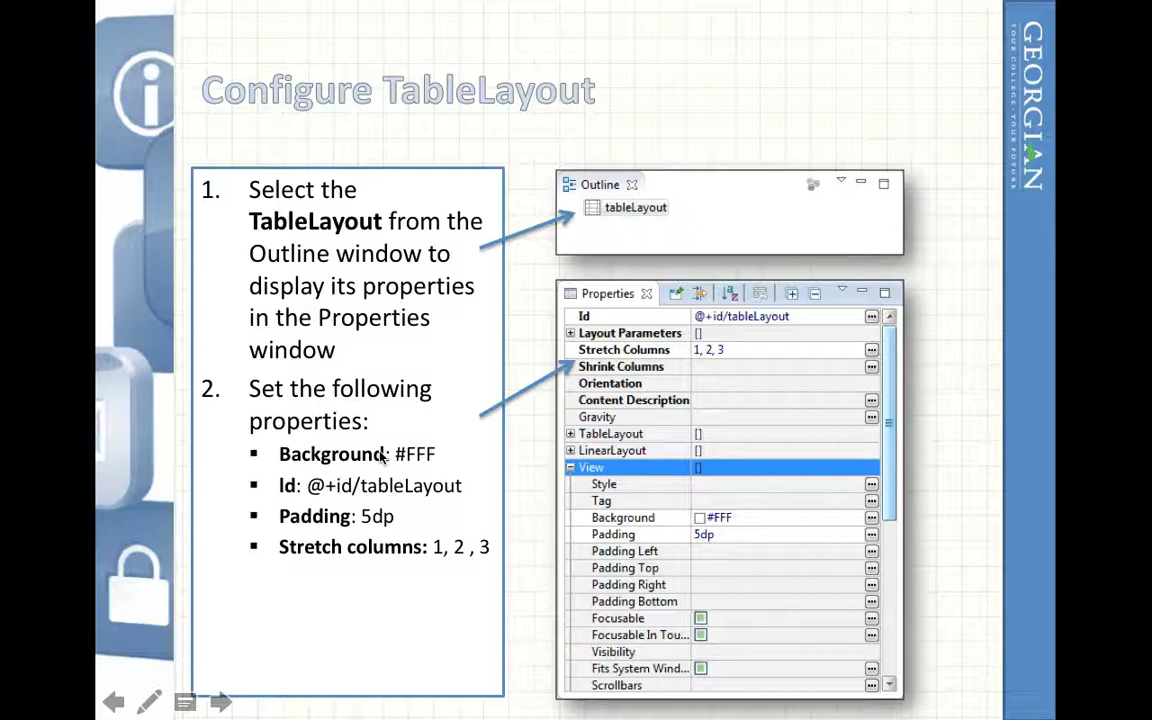 Configure TableLayout
1. Select the
TableLayout from the
Outline window to
display its properties
in the Properties
window
2. Set the following
properties:
▪ Background: #FFF
▪ Id: @+id/tableLayout
▪ Padding: 5dp
▪ Stretch columns: 1, 2 , 3
Outline
tableLayout
Properties
Id @+id/tableLayout
Layout Parameters []
Stretch Columns 1, 2, 3
Shrink Columns
Orientation
Content Description
Gravity
TableLayout []
LinearLayout []
View []
Style
Tag
Background #FFF
Padding 5dp
Padding Left
Padding Top
Padding Right
Padding Bottom
Focusable
Focusable In Tou...
Visibility
Fits System Wind...
Scrollbars
GEORGIAN
YOUR COLLEGE · YOUR FUTURE